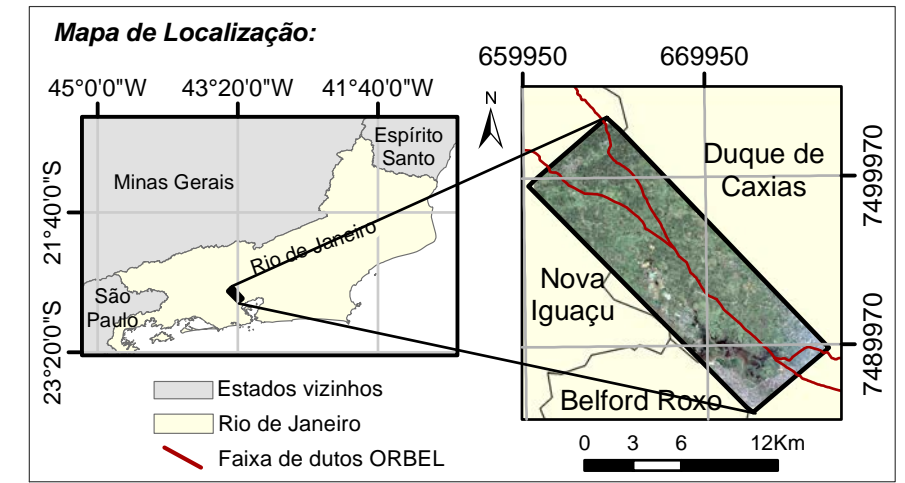 Mapa de Localização:
45°0'0"W 43°20'0"W 41°40'0"W
21°40'0"S
23°20'0"S
Espírito
Santo
Minas Gerais
Rio de Janeiro
São
Paulo
Estados vizinhos
Rio de Janeiro
Faixa de dutos ORBEL
659950 669950
N
7499970
7489970
Duque de
Caxias
Nova
Iguaçu
Belford Roxo
0 3 6 12Km